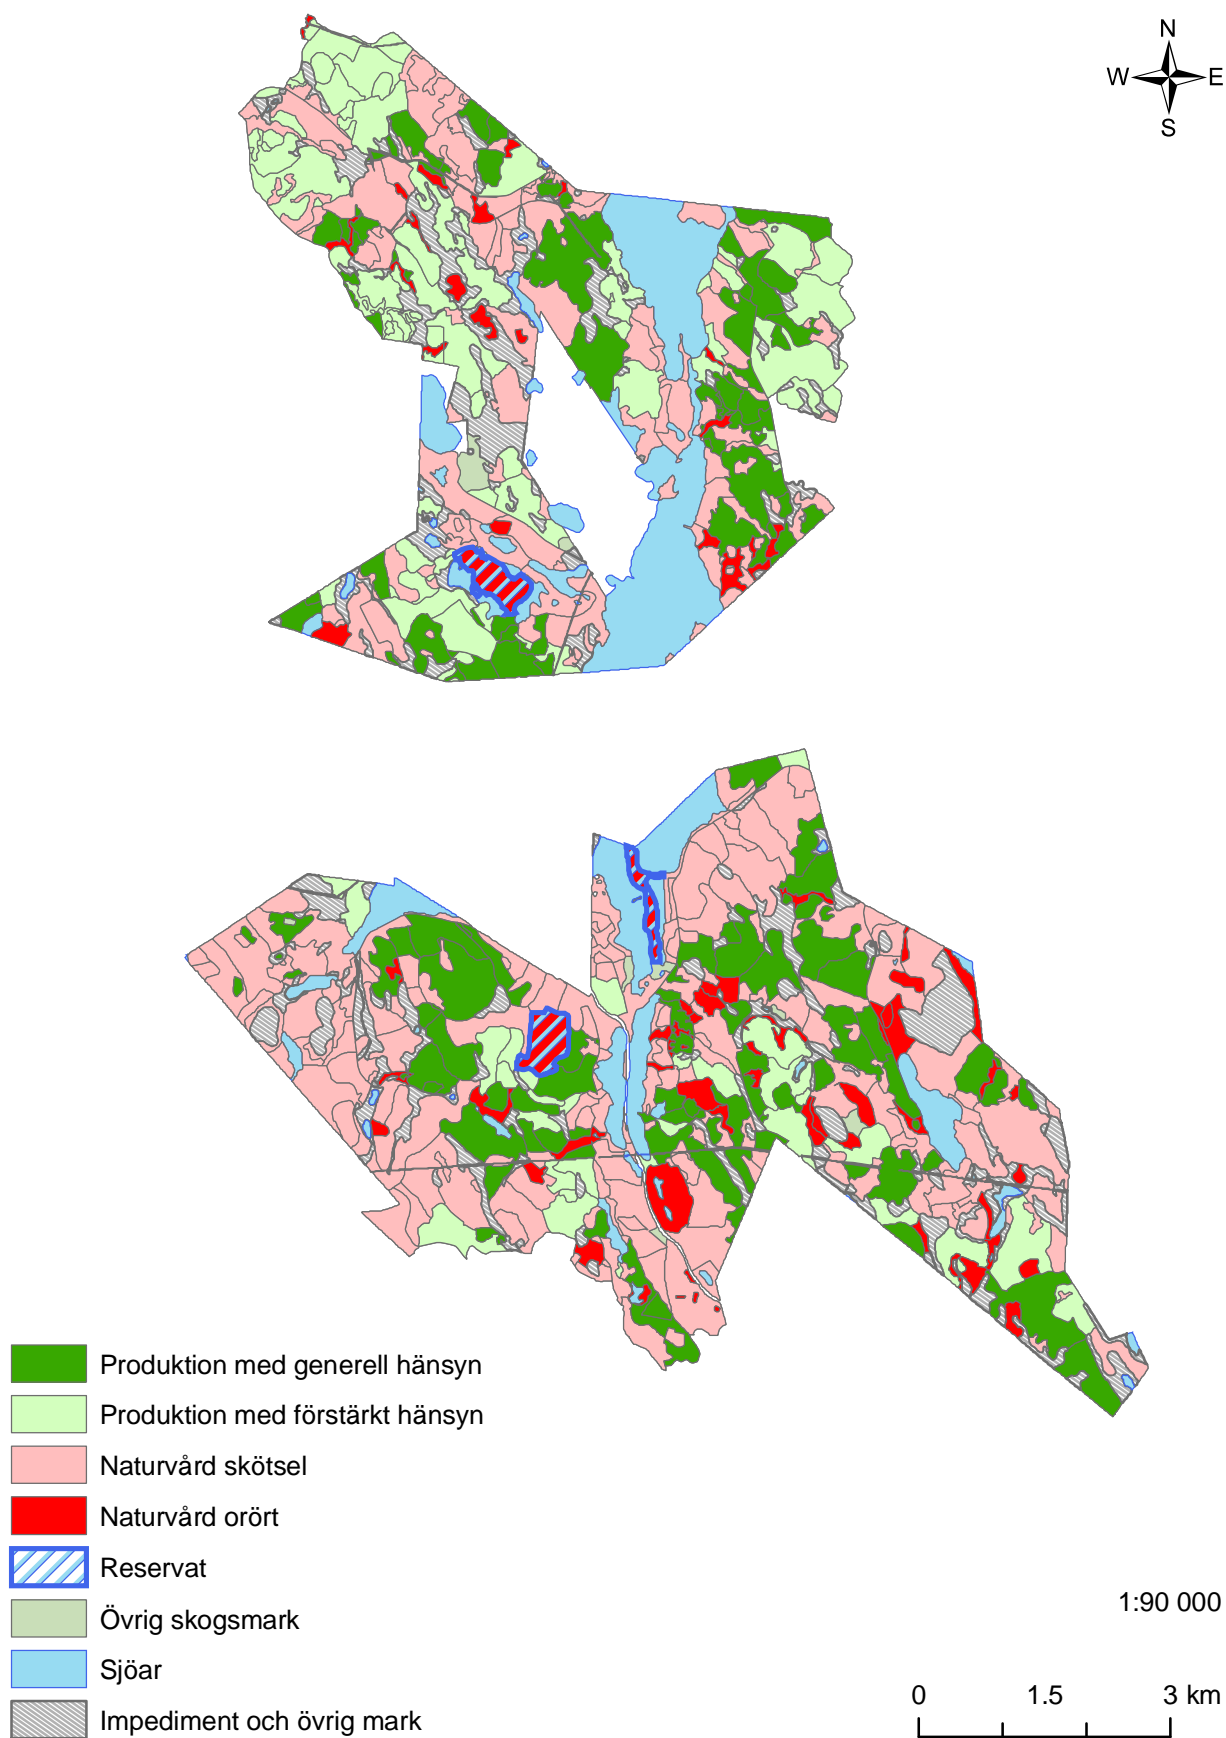 N
W E
S
Produktion med generell hänsyn
Produktion med förstärkt hänsyn
Naturvård skötsel
Naturvård orört
Reservat
Övrig skogsmark
Sjöar
Impediment och övrig mark
1:90 000
0 1.5 3 km